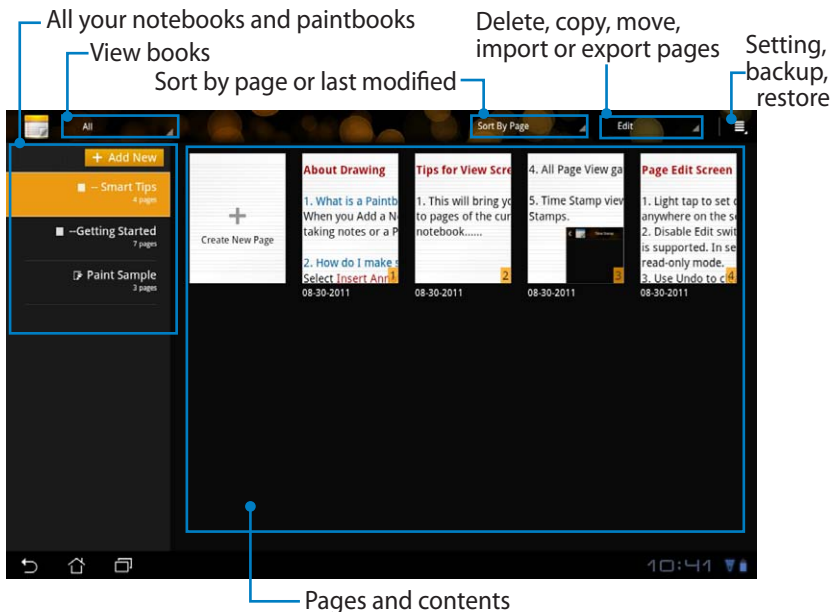 All your notebooks and paintbooks
View books
Sort by page or last modified
Delete, copy, move,
import or export pages
Setting,
backup,
restore
All
Sort By Page
Edit
+ Add New
-- Smart Tips
4 pages
--Getting Started
7 pages
Paint Sample
3 pages
Create New Page
About Drawing
1. What is a Paintb
When you Add a N
taking notes or a P
2. How do I make s
Select Insert Ann
1
08-30-2011
Tips for View Scre
1. This will bring yo
to pages of the cur
notebook......
2
08-30-2011
4. All Page View ga
5. Time Stamp view
Stamps.
3
08-30-2011
Page Edit Screen
1. Light tap to set c
anywhere on the s
2. Disable Edit swit
is supported. In se
read-only mode.
3. Use Undo to cl
4
08-30-2011
10:41
Pages and contents